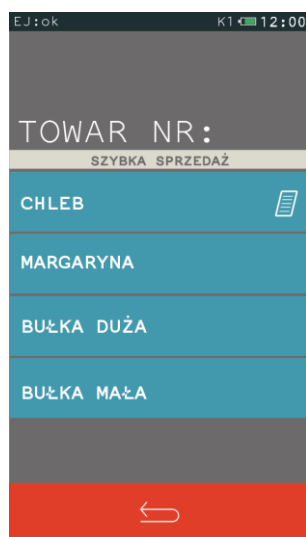 EJ:ok K1 12:00
TOWAR NR:
SZYBKA SPRZEDAŻ
CHLEB
MARGARYNA
BUŁKA DUŻA
BUŁKA MAŁA